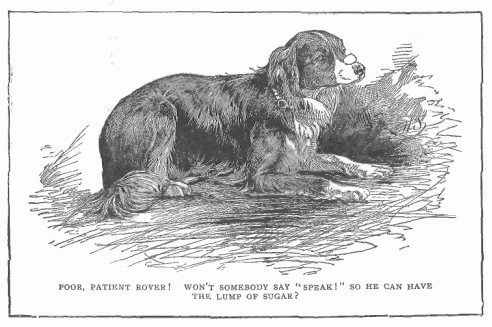 POOR, PATIENT ROVER! WON'T SOMEBODY SAY "SPEAK!" SO HE CAN HAVE
THE LUMP OF SUGAR?